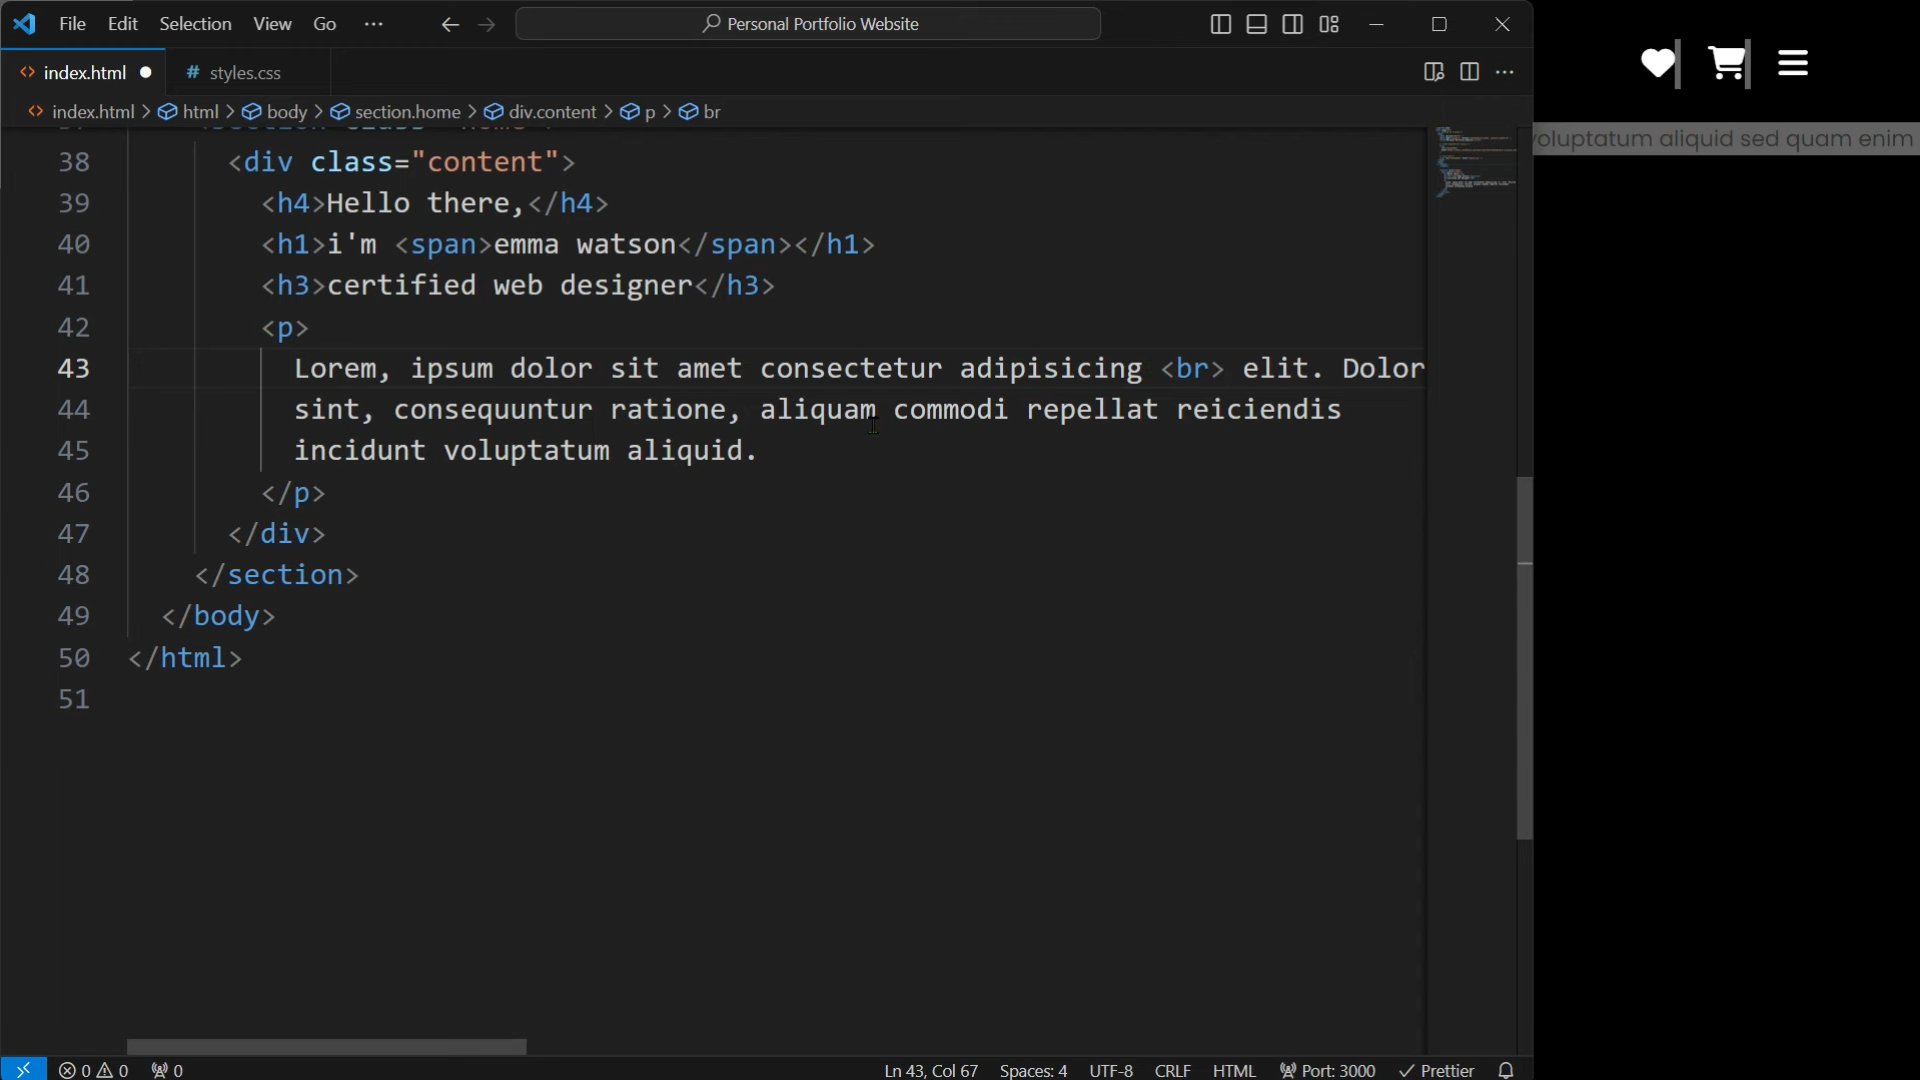 File Edit Selection View Go ··· Personal Portfolio Website
index.html styles.css
index.html > html > body > section.home > div.content > p > br
voluptatum aliquid sed quam enim
38 <div class="content">
39 <h4>Hello there,</h4>
40 <h1>i'm <span>emma watson</span></h1>
41 <h3>certified web designer</h3>
42 <p>
43 Lorem, ipsum dolor sit amet consectetur adipisicing <br> elit. Dolor
44 sint, consequuntur ratione, aliquam commodi repellat reiciendis
45 incidunt voluptatum aliquid.
46 </p>
47 </div>
48 </section>
49 </body>
50 </html>
51
0 0 0 Ln 43, Col 67 Spaces: 4 UTF-8 CRLF HTML Port: 3000 Prettier